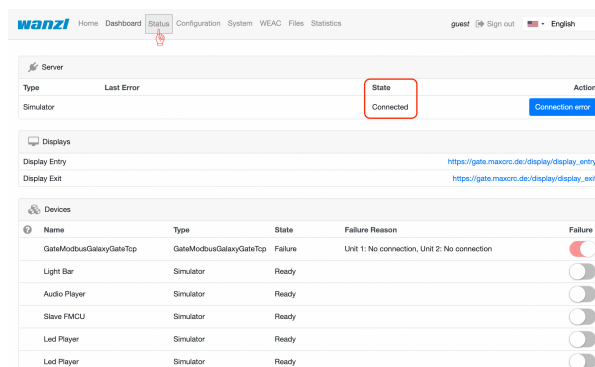 wanzl Home Dashboard Status Configuration System WEAC Files Statistics guest Sign out English
Server
Type Last Error State Action
Simulator Connected Connection error
Displays
Display Entry https://gate.maxcrc.de:/display/display_entry
Display Exit https://gate.maxcrc.de:/display/display_exit
Devices
Name Type State Failure Reason Failure
GateModbusGalaxyGateTcp GateModbusGalaxyGateTcp Failure Unit 1: No connection, Unit 2: No connection
Light Bar Simulator Ready
Audio Player Simulator Ready
Slave FMCU Simulator Ready
Led Player Simulator Ready
Led Player Simulator Ready